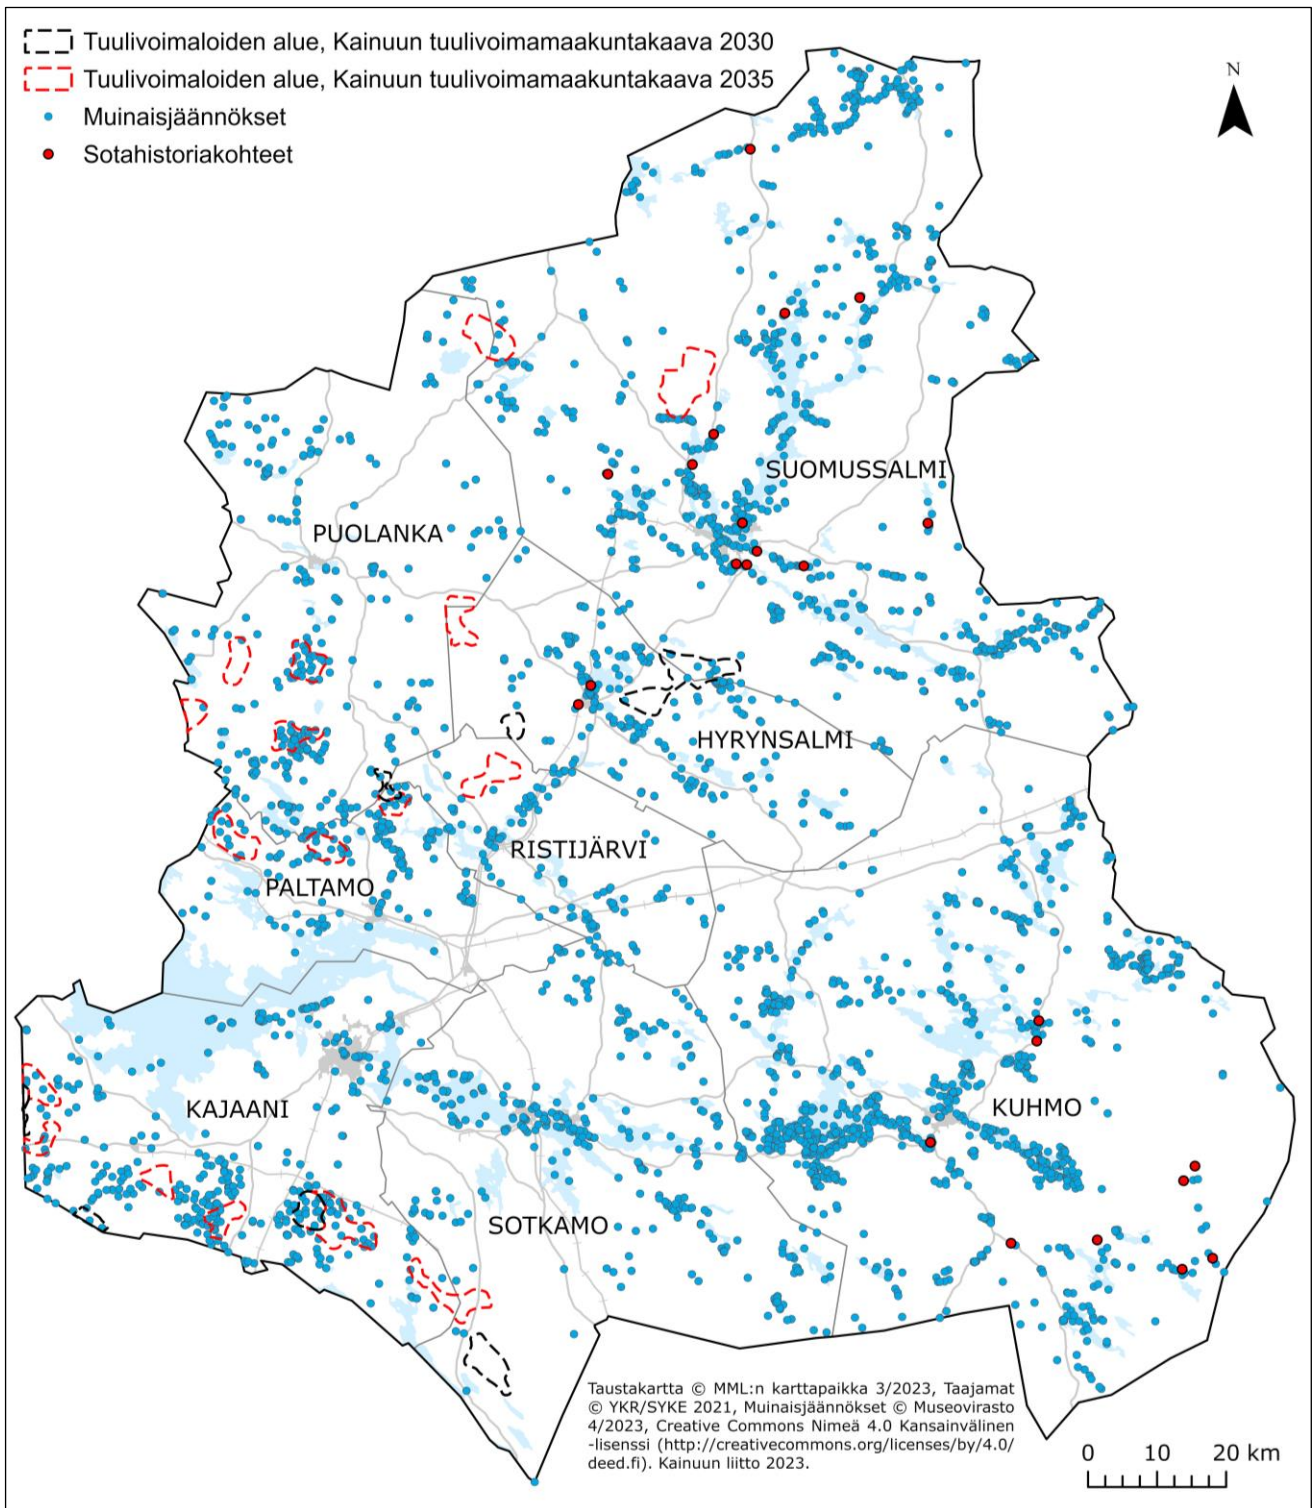 Tuulivoimaloiden alue, Kainuun tuulivoimamaakuntakaava 2030
Tuulivoimaloiden alue, Kainuun tuulivoimamaakuntakaava 2035
Muinaisjäännökset
Sotahistoriakohteet
N
SUOMUSSALMI
PUOLANKA
HYRYNSALMI
RISTIJÄRVI
PALTAMO
KAJAANI
KUHMO
SOTKAMO
Taustakartta © MML:n karttapaikka 3/2023, Taajamat
© YKR/SYKE 2021, Muinaisjäännökset © Museovirasto
4/2023, Creative Commons Nimeä 4.0 Kansainvälinen
-lisenssi (http://creativecommons.org/licenses/by/4.0/
deed.fi). Kainuun liitto 2023.
0 10 20 km